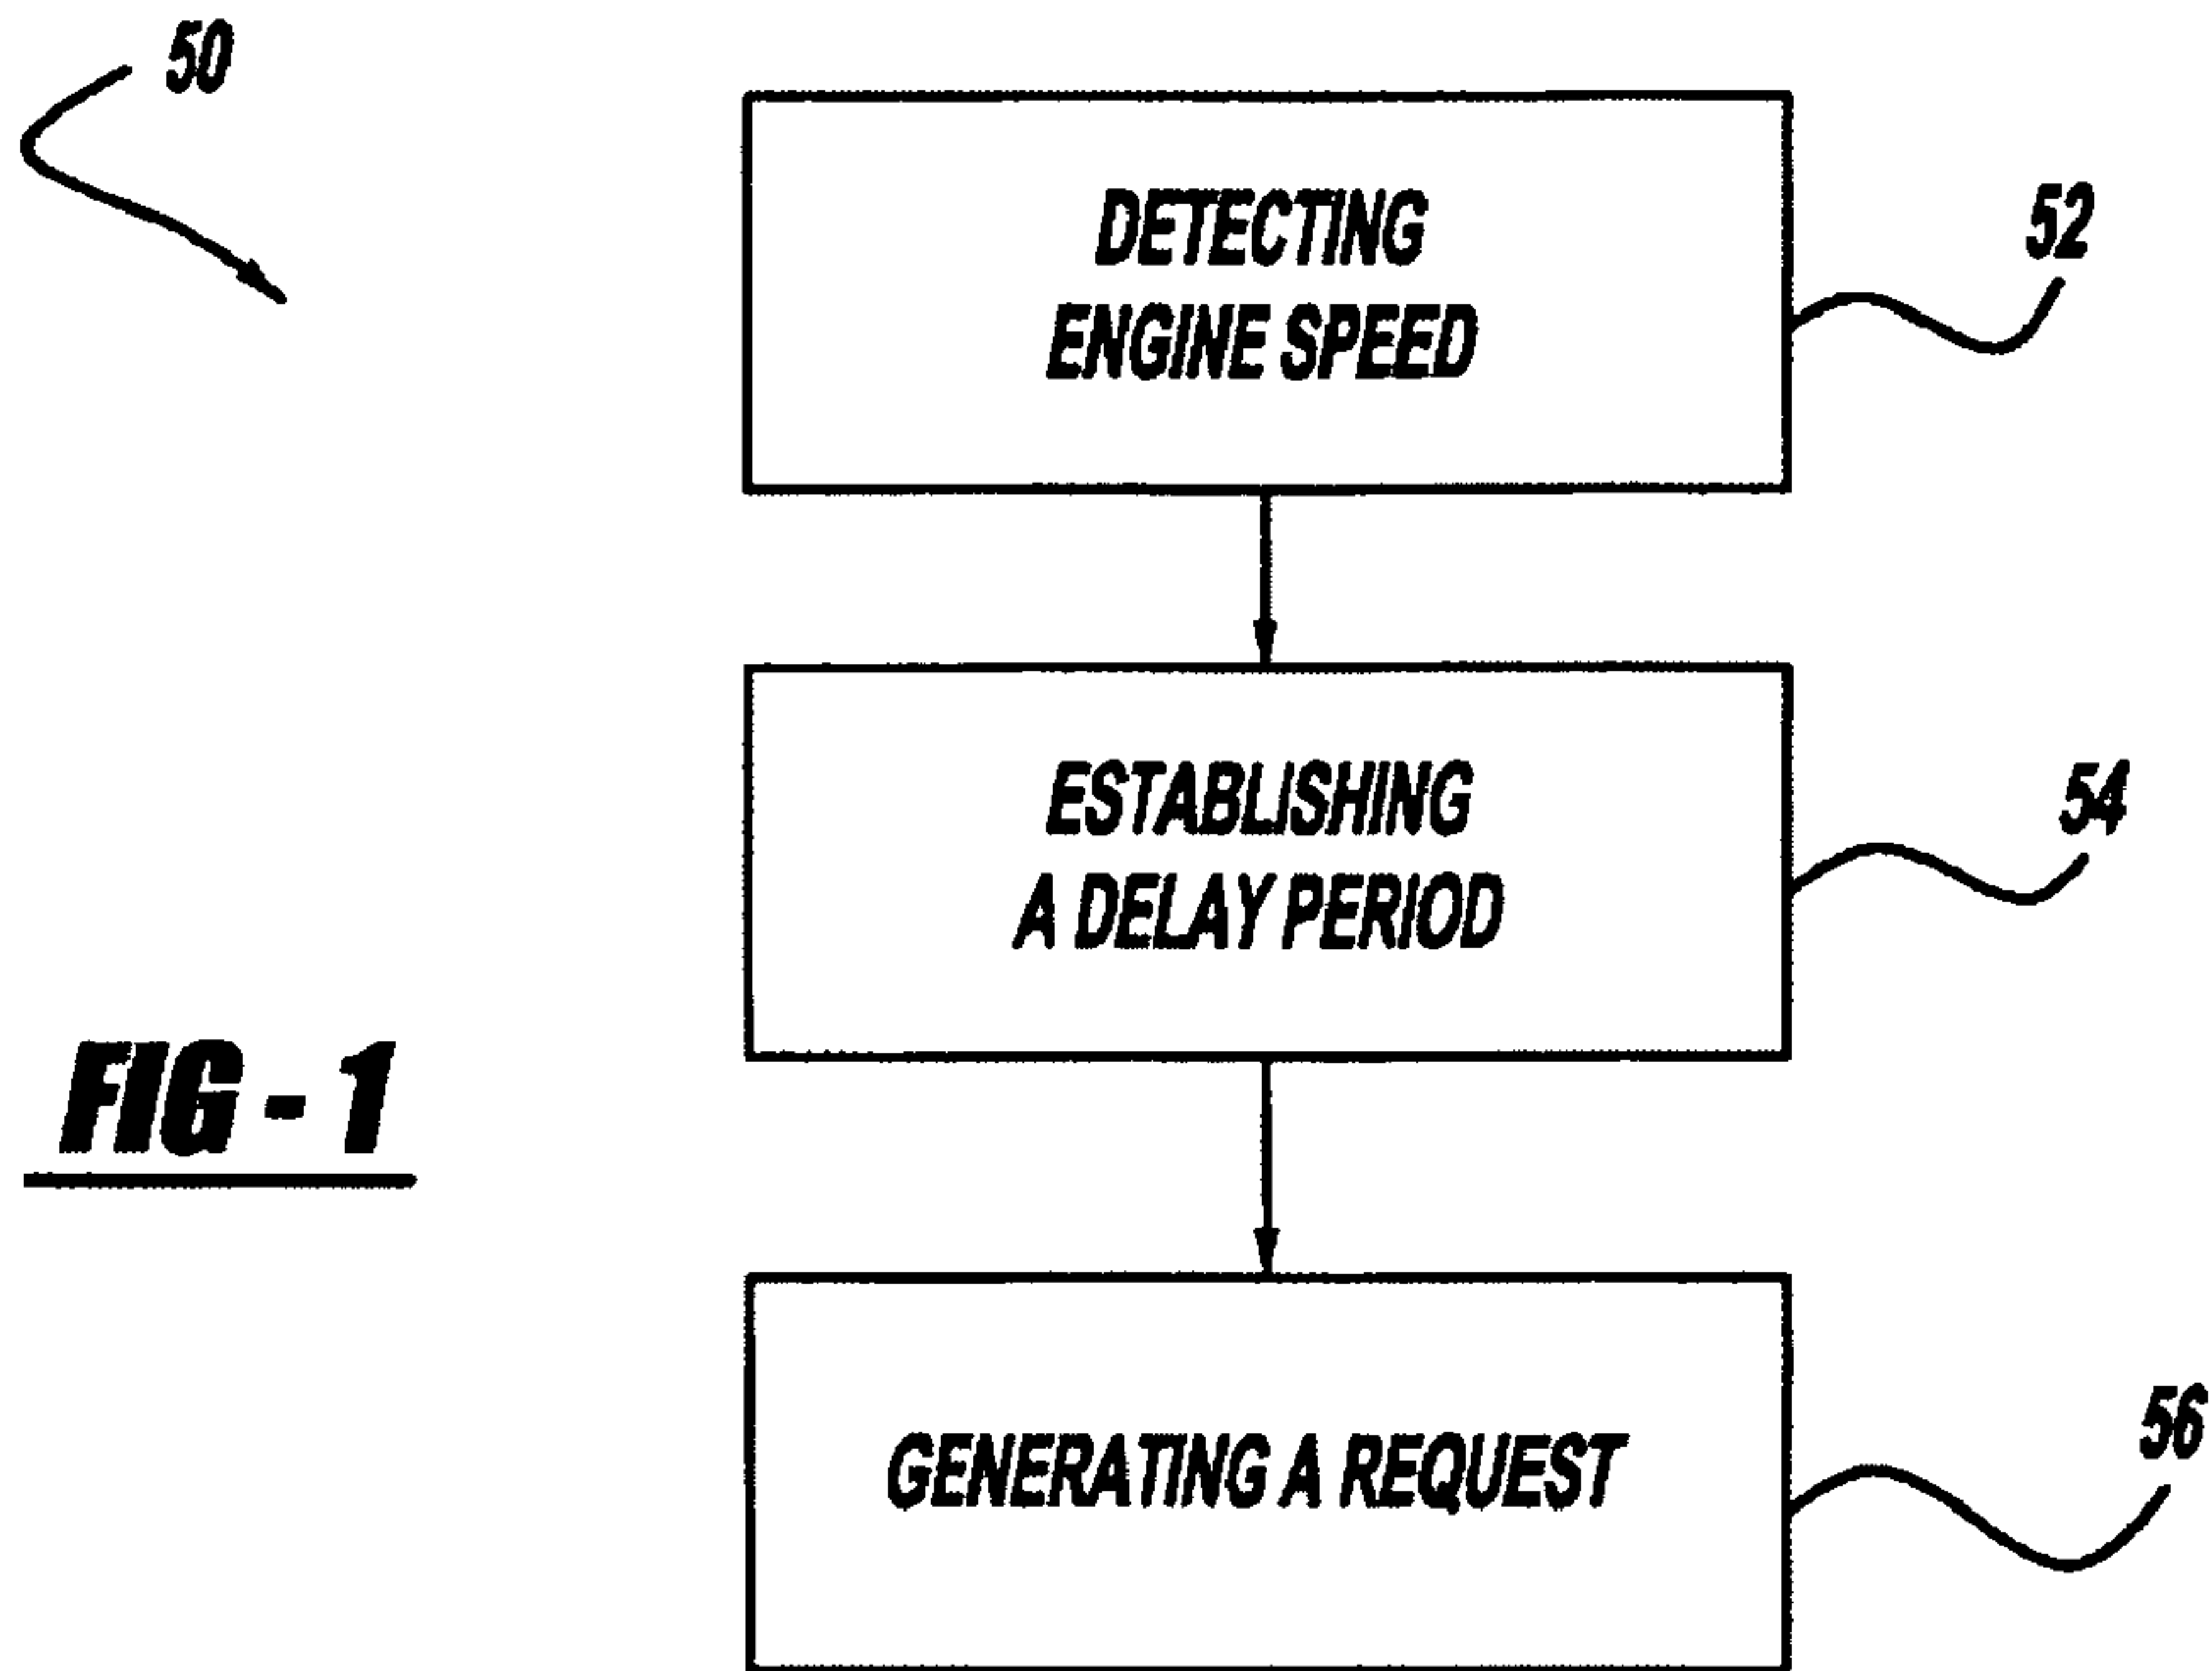 50
DETECTING
ENGINE SPEED
52
ESTABLISHING
A DELAY PERIOD
54
FIG - 1
GENERATING A REQUEST
56